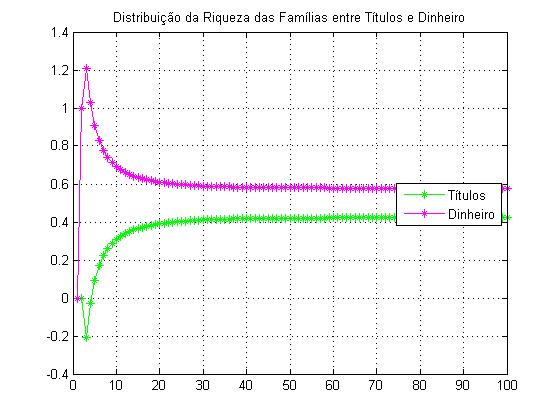 Distribuição da Riqueza das Famílias entre Títulos e Dinheiro
1.4
1.2
1
0.8
0.6
0.4
0.2
0
-0.2
-0.4
Títulos
Dinheiro
0 10 20 30 40 50 60 70 80 90 100